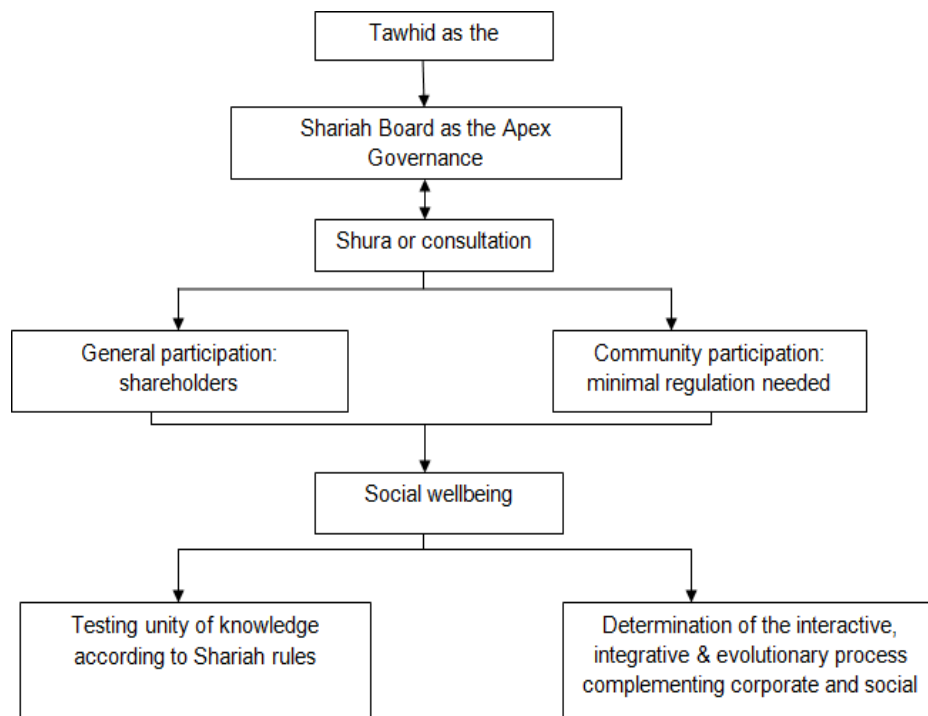 Tawhid as the
Shariah Board as the Apex
Governance
Shura or consultation
General participation:
shareholders
Community participation:
minimal regulation needed
Social wellbeing
Testing unity of knowledge
according to Shariah rules
Determination of the interactive,
integrative & evolutionary process
complementing corporate and social